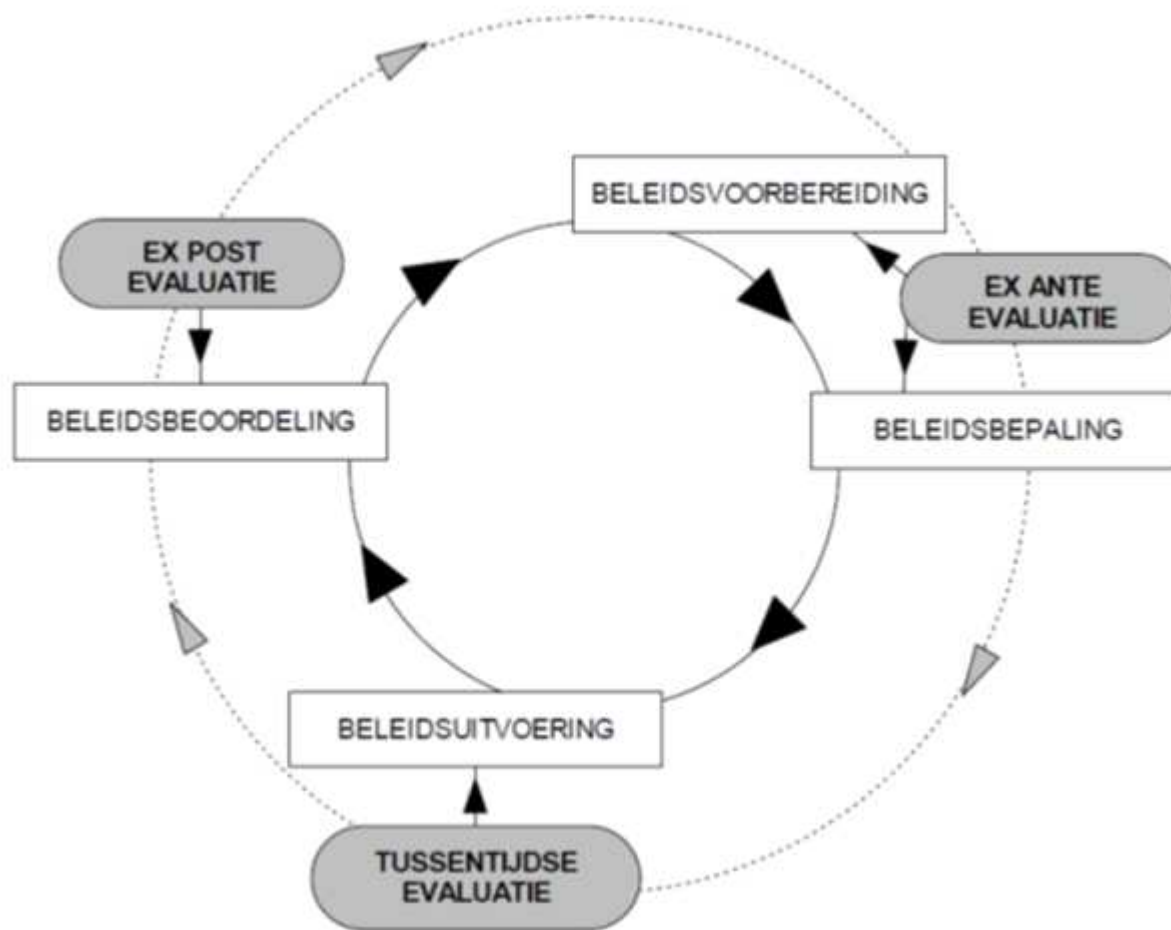 BELEIDSVOORBEREIDING
EX POST
EVALUATIE
EX ANTE
EVALUATIE
BELEIDSBEOORDELING
BELEIDSBEPALING
BELEIDSUITVOERING
TUSSENTIJDSE
EVALUATIE